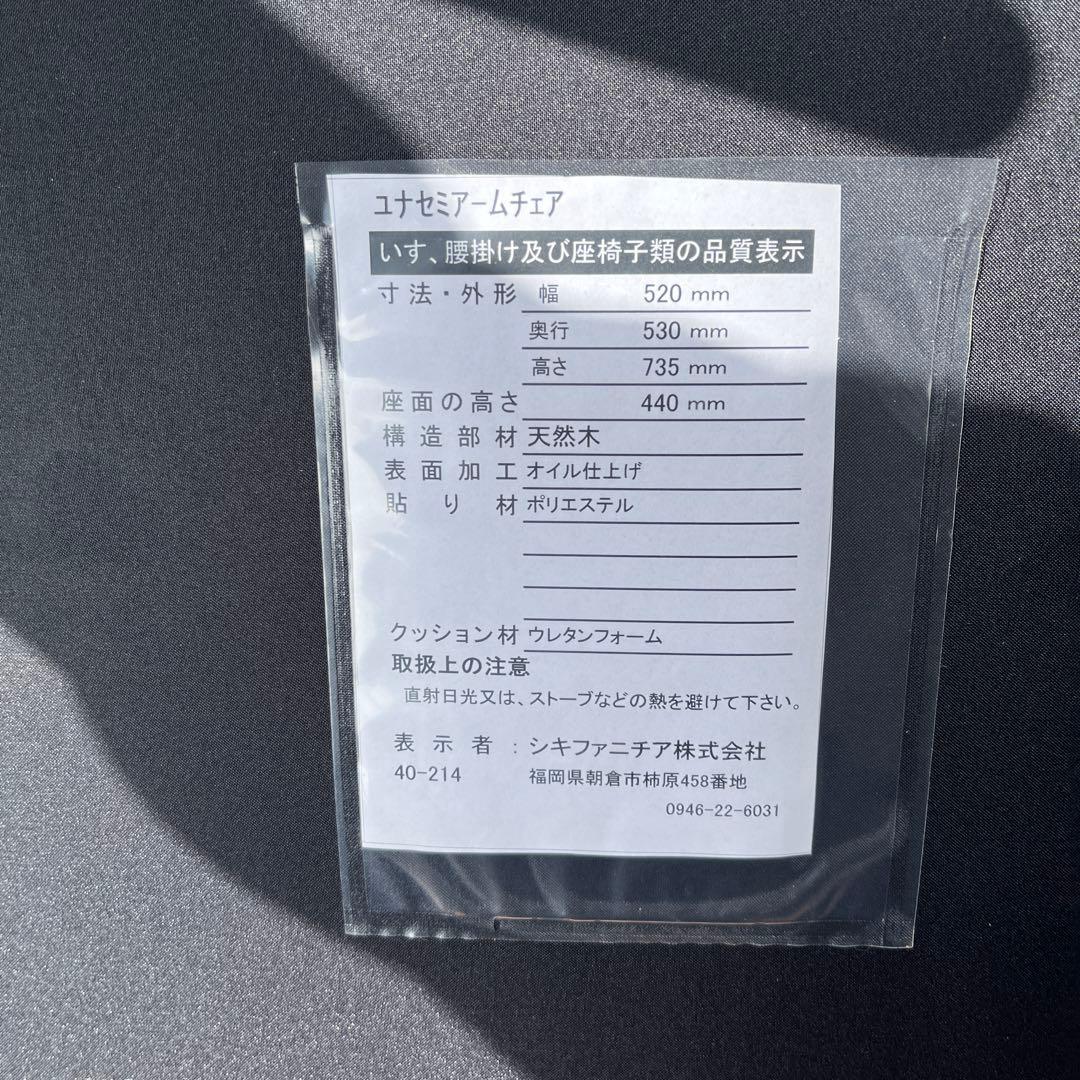 ユナセミアームチェア
いす、腰掛け及び座椅子類の品質表示
寸法・外形 幅 520 mm
奥行 530 mm
高さ 735 mm
座面の高さ 440 mm
構造部材 天然木
表面加工 オイル仕上げ
貼り材 ポリエステル
クッション材 ウレタンフォーム
取扱上の注意
直射日光又は、ストーブなどの熱を避けて下さい。
表示者：シキファニチア株式会社
40-214 福岡県朝倉市柿原458番地
0946-22-6031